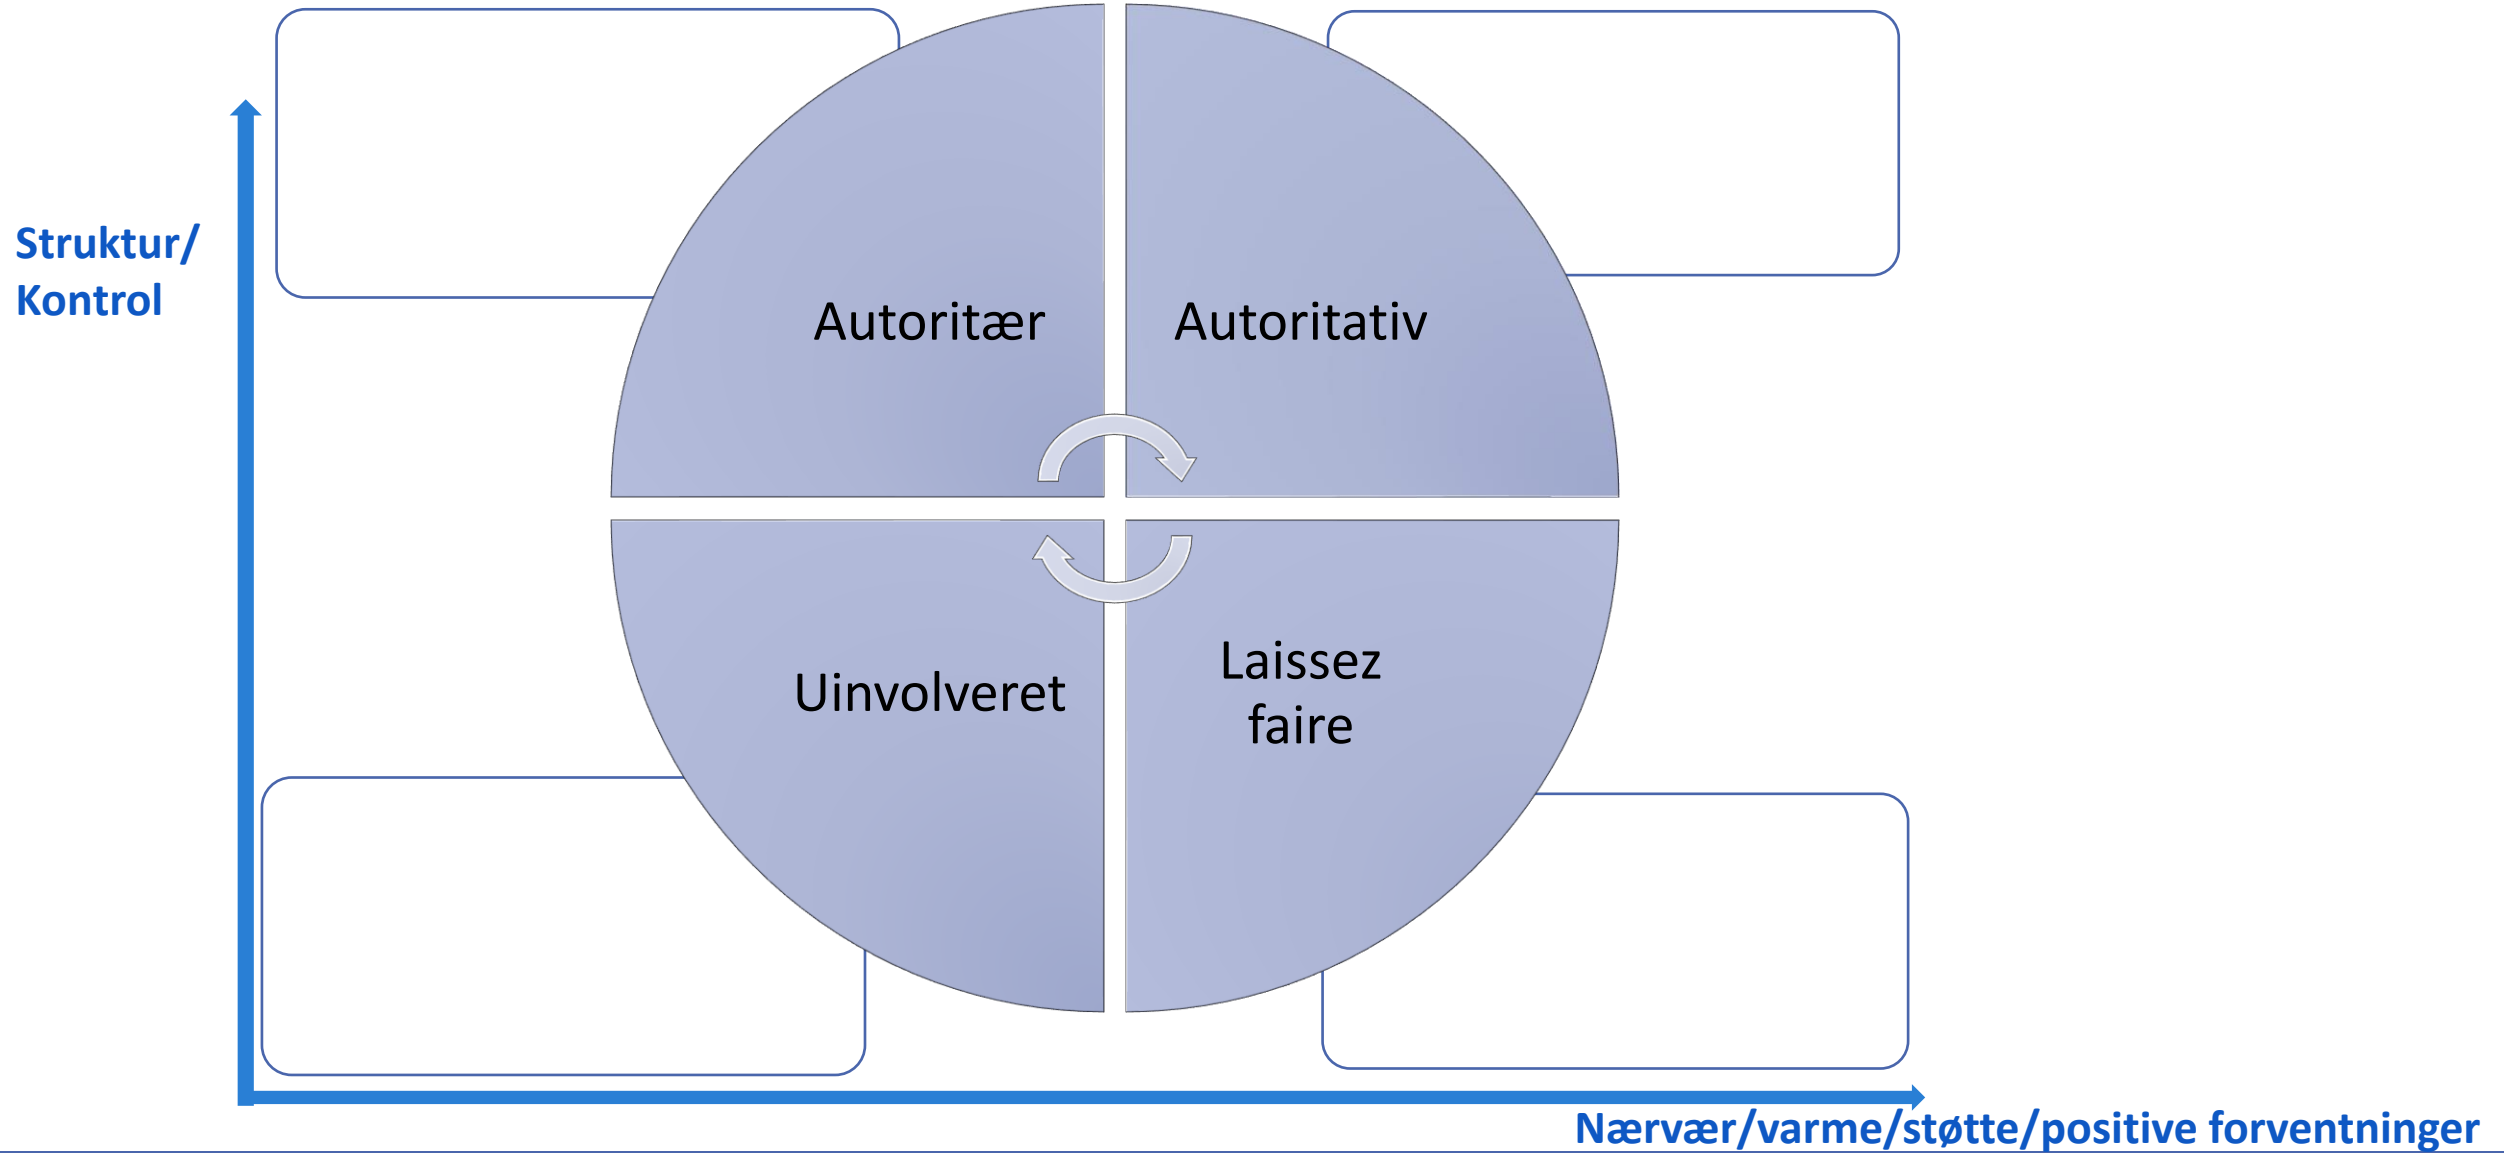 Struktur/
Kontrol
Autoritær
Autoritativ
Uinvolveret
Laissez
faire
Nærvær/varme/støtte/positive forventninger